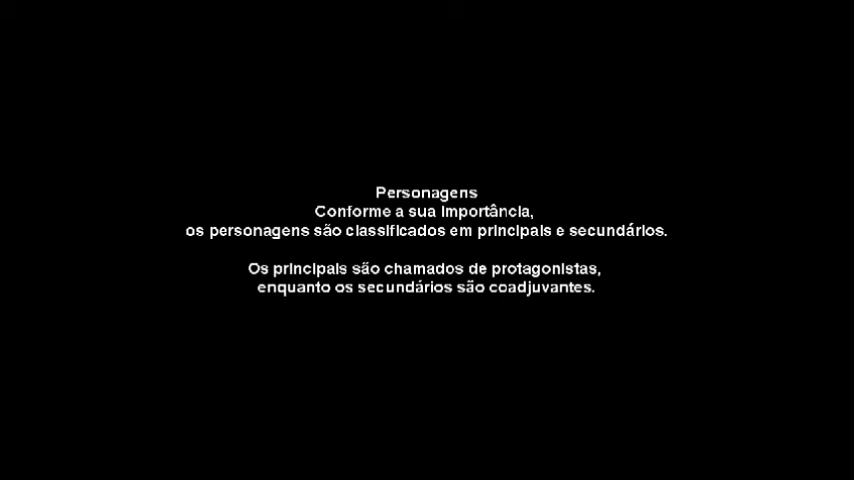 Personagens
Conforme a sua importância,
os personagens são classificados em principais e secundários.
Os principais são chamados de protagonistas,
enquanto os secundários são coadjuvantes.